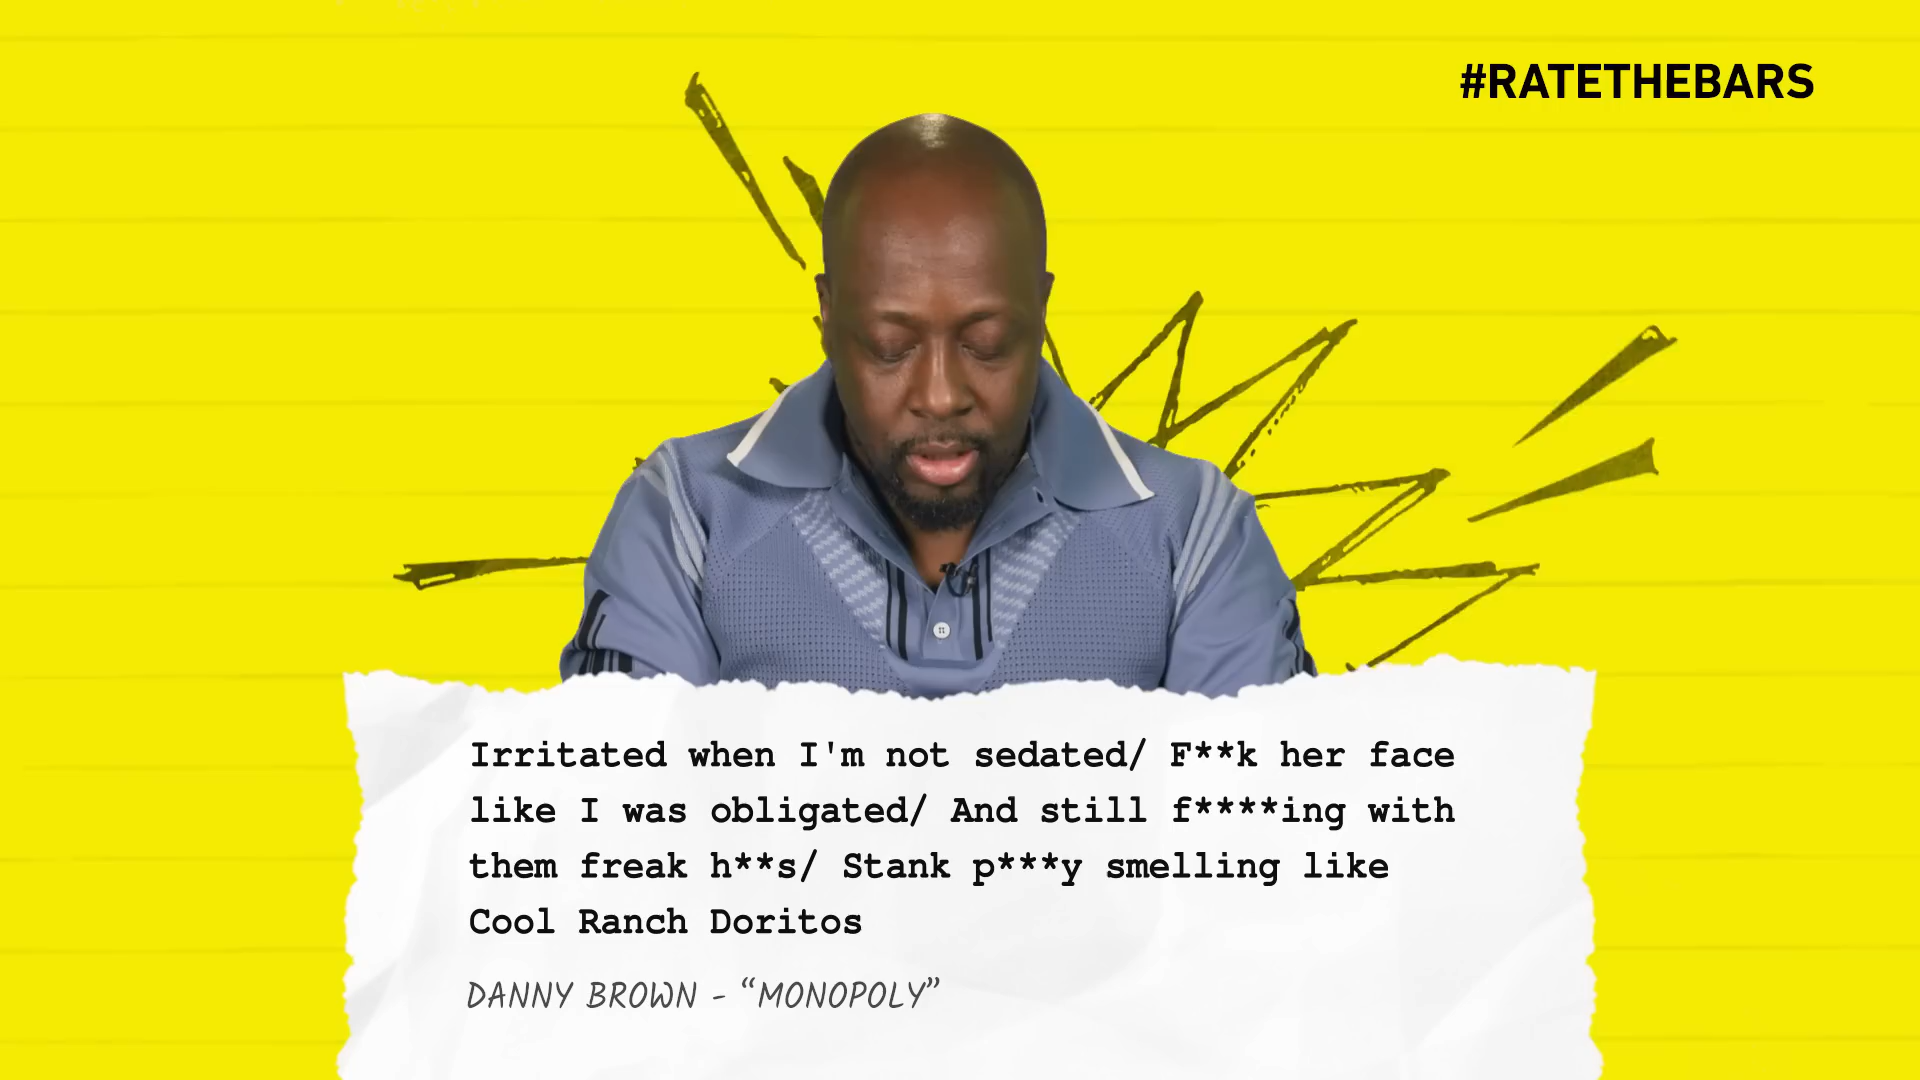 #RATETHEBARS
Irritated when I'm not sedated/ F**k her face
like I was obligated/ And still f****ing with
them freak h**s/ Stank p***y smelling like
Cool Ranch Doritos
DANNY BROWN - “MONOPOLY”